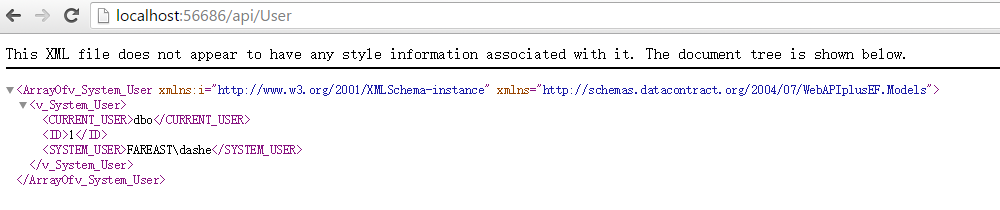 localhost:56686/api/User
This XML file does not appear to have any style information associated with it. The document tree is shown below.
▼<ArrayOfv_System_User xmlns:i="http://www.w3.org/2001/XMLSchema-instance" xmlns="http://schemas.datacontract.org/2004/07/WebAPIplusEF.Models">
▼<v_System_User>
<CURRENT_USER>dbo</CURRENT_USER>
<ID>1</ID>
<SYSTEM_USER>FAREAST\dashe</SYSTEM_USER>
</v_System_User>
</ArrayOfv_System_User>